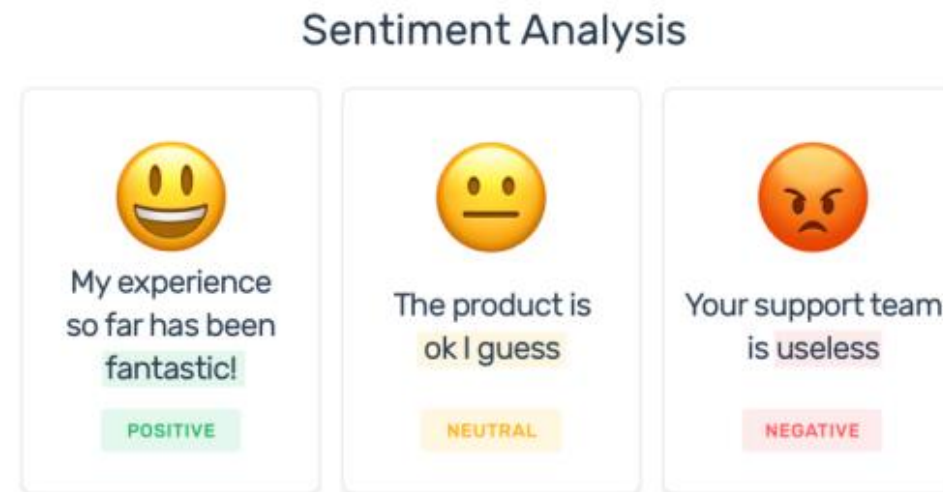 Sentiment Analysis
My experience
so far has been
fantastic!
POSITIVE
The product is
ok I guess
NEUTRAL
Your support team
is useless
NEGATIVE